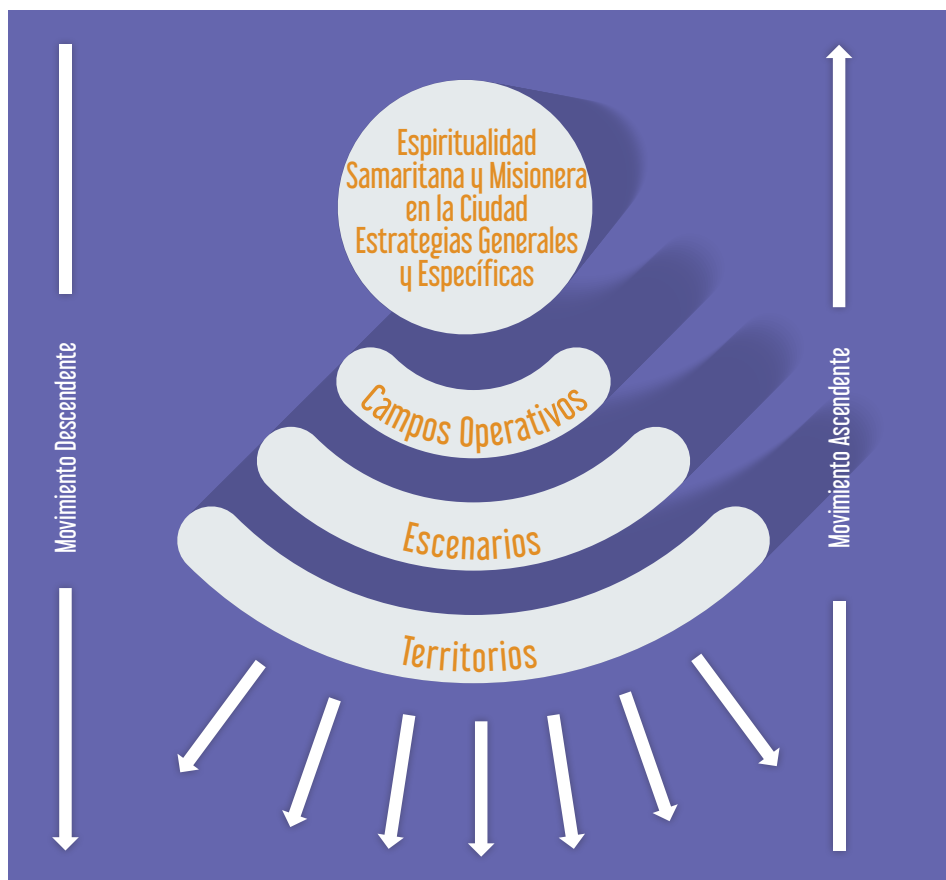 Espiritualidad
Samaritana y Misionera
en la Ciudad
Estrategias Generales
y Específicas
Campos Operativos
Escenarios
Territorios
Movimiento Descendente
Movimiento Ascendente